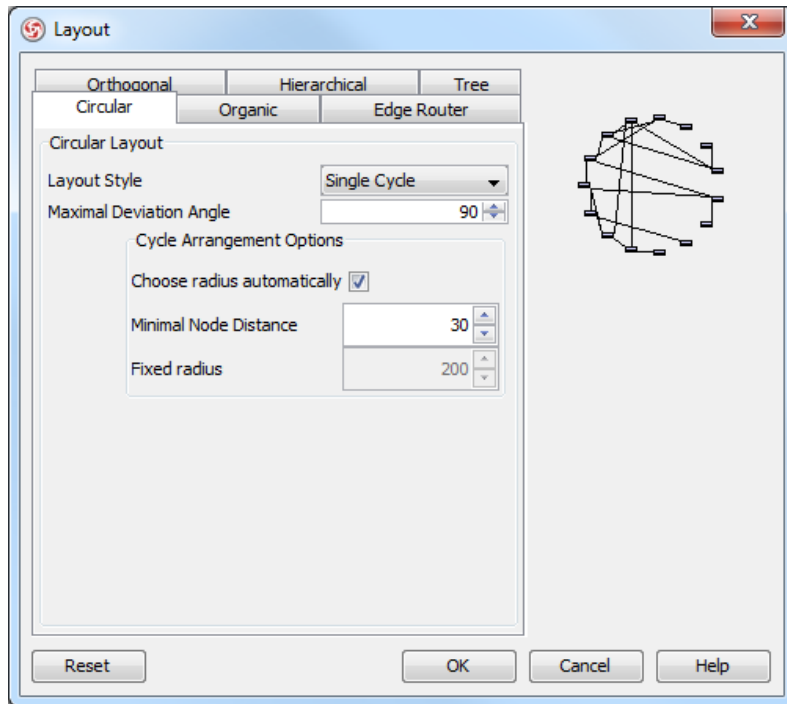 Layout
Orthogonal Hierarchical Tree
Circular Organic Edge Router
Circular Layout
Layout Style Single Cycle
Maximal Deviation Angle 90
Cycle Arrangement Options
Choose radius automatically
Minimal Node Distance 30
Fixed radius 200
Reset OK Cancel Help